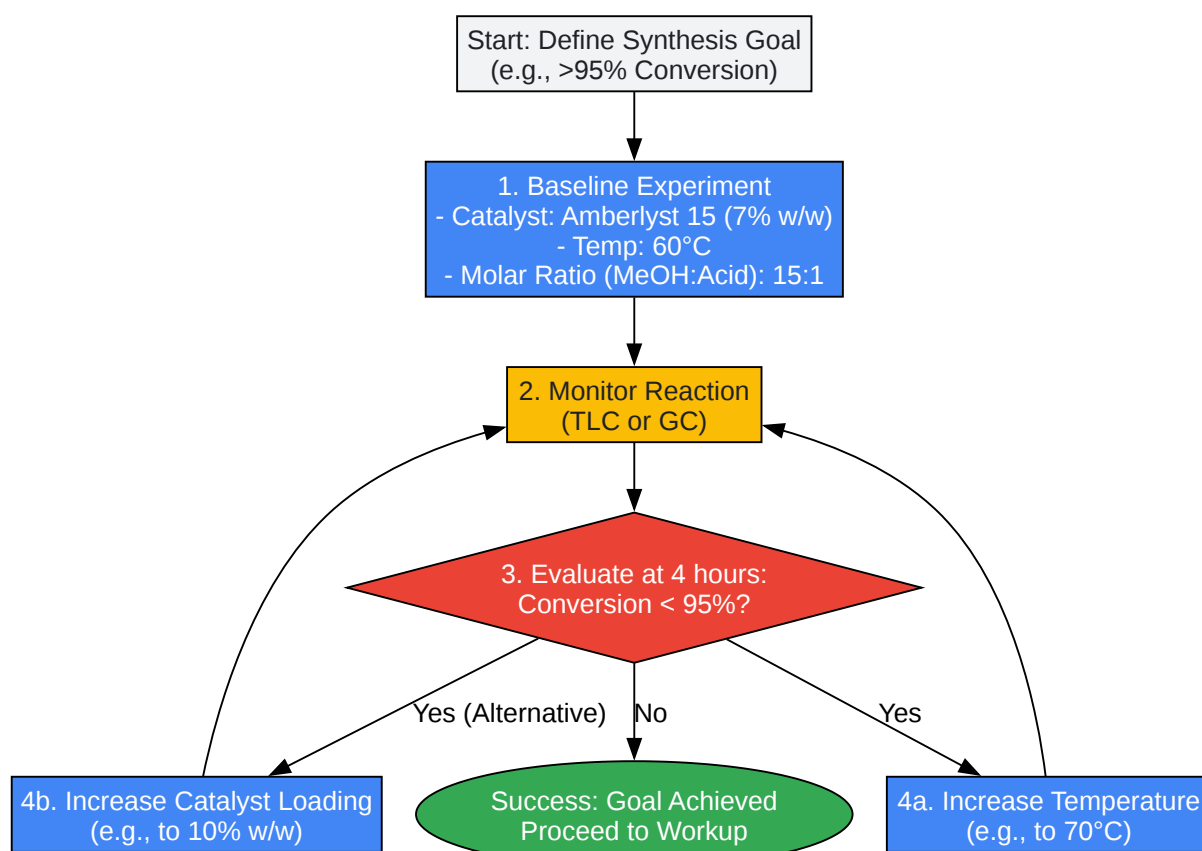 Start: Define Synthesis Goal
(e.g., >95% Conversion)
1. Baseline Experiment
- Catalyst: Amberlyst 15 (7% w/w)
- Temp: 60°C
- Molar Ratio (MeOH:Acid): 15:1
2. Monitor Reaction
(TLC or GC)
3. Evaluate at 4 hours:
Conversion < 95%?
Yes (Alternative)
No
Yes
4b. Increase Catalyst Loading
(e.g., to 10% w/w)
Success: Goal Achieved
Proceed to Workup
4a. Increase Temperature
(e.g., to 70°C)